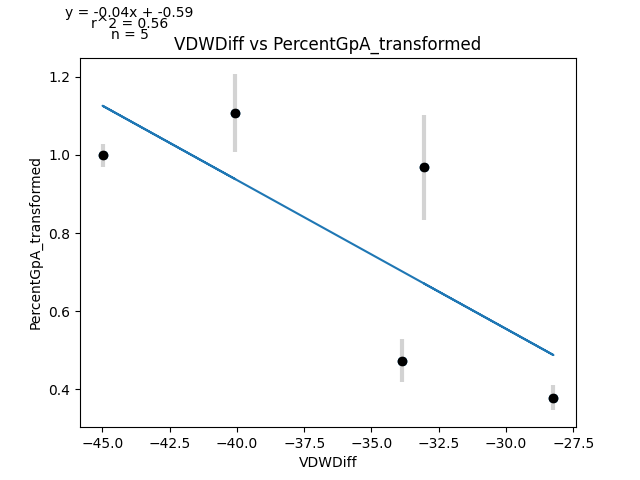 y = -0.04x + -0.59
r^2 = 0.56
n = 5
VDWDiff vs PercentGpA_transformed
1.2
1.0
0.8
0.6
0.4
PercentGpA_transformed
−45.0 −42.5 −40.0 −37.5 −35.0 −32.5 −30.0 −27.5
VDWDiff